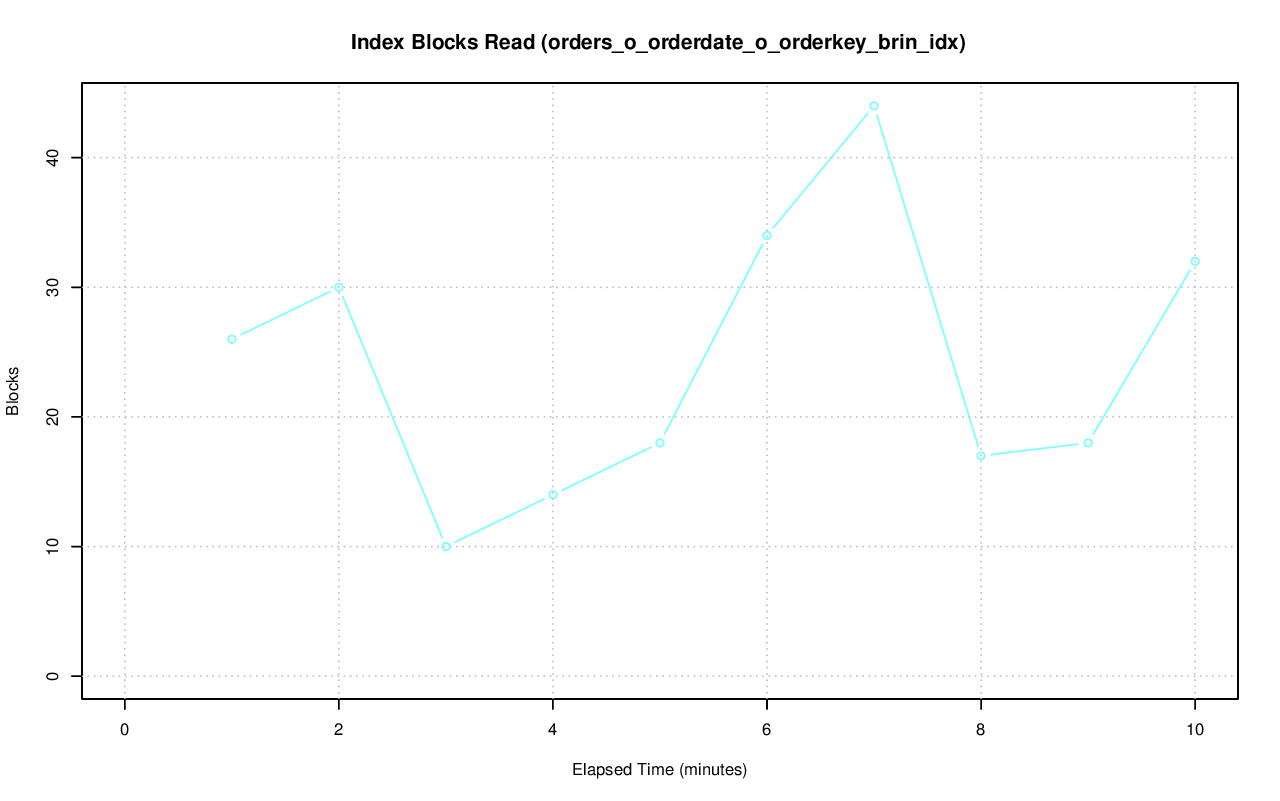 Index Blocks Read (orders_o_orderdate_o_orderkey_brin_idx)
Blocks
40
30
20
10
0
0 2 4 6 8 10
Elapsed Time (minutes)